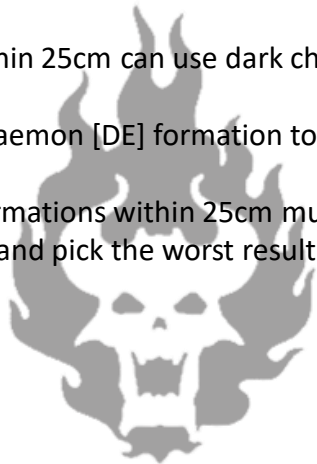 hin 25cm can use dark ch
aemon [DE] formation to
rmations within 25cm mu
and pick the worst result